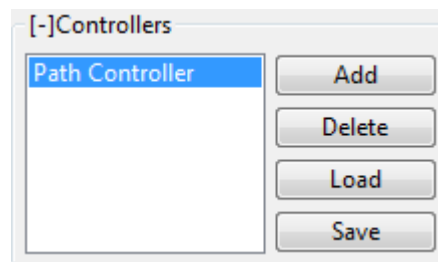 [-]Controllers
Path Controller
Add
Delete
Load
Save